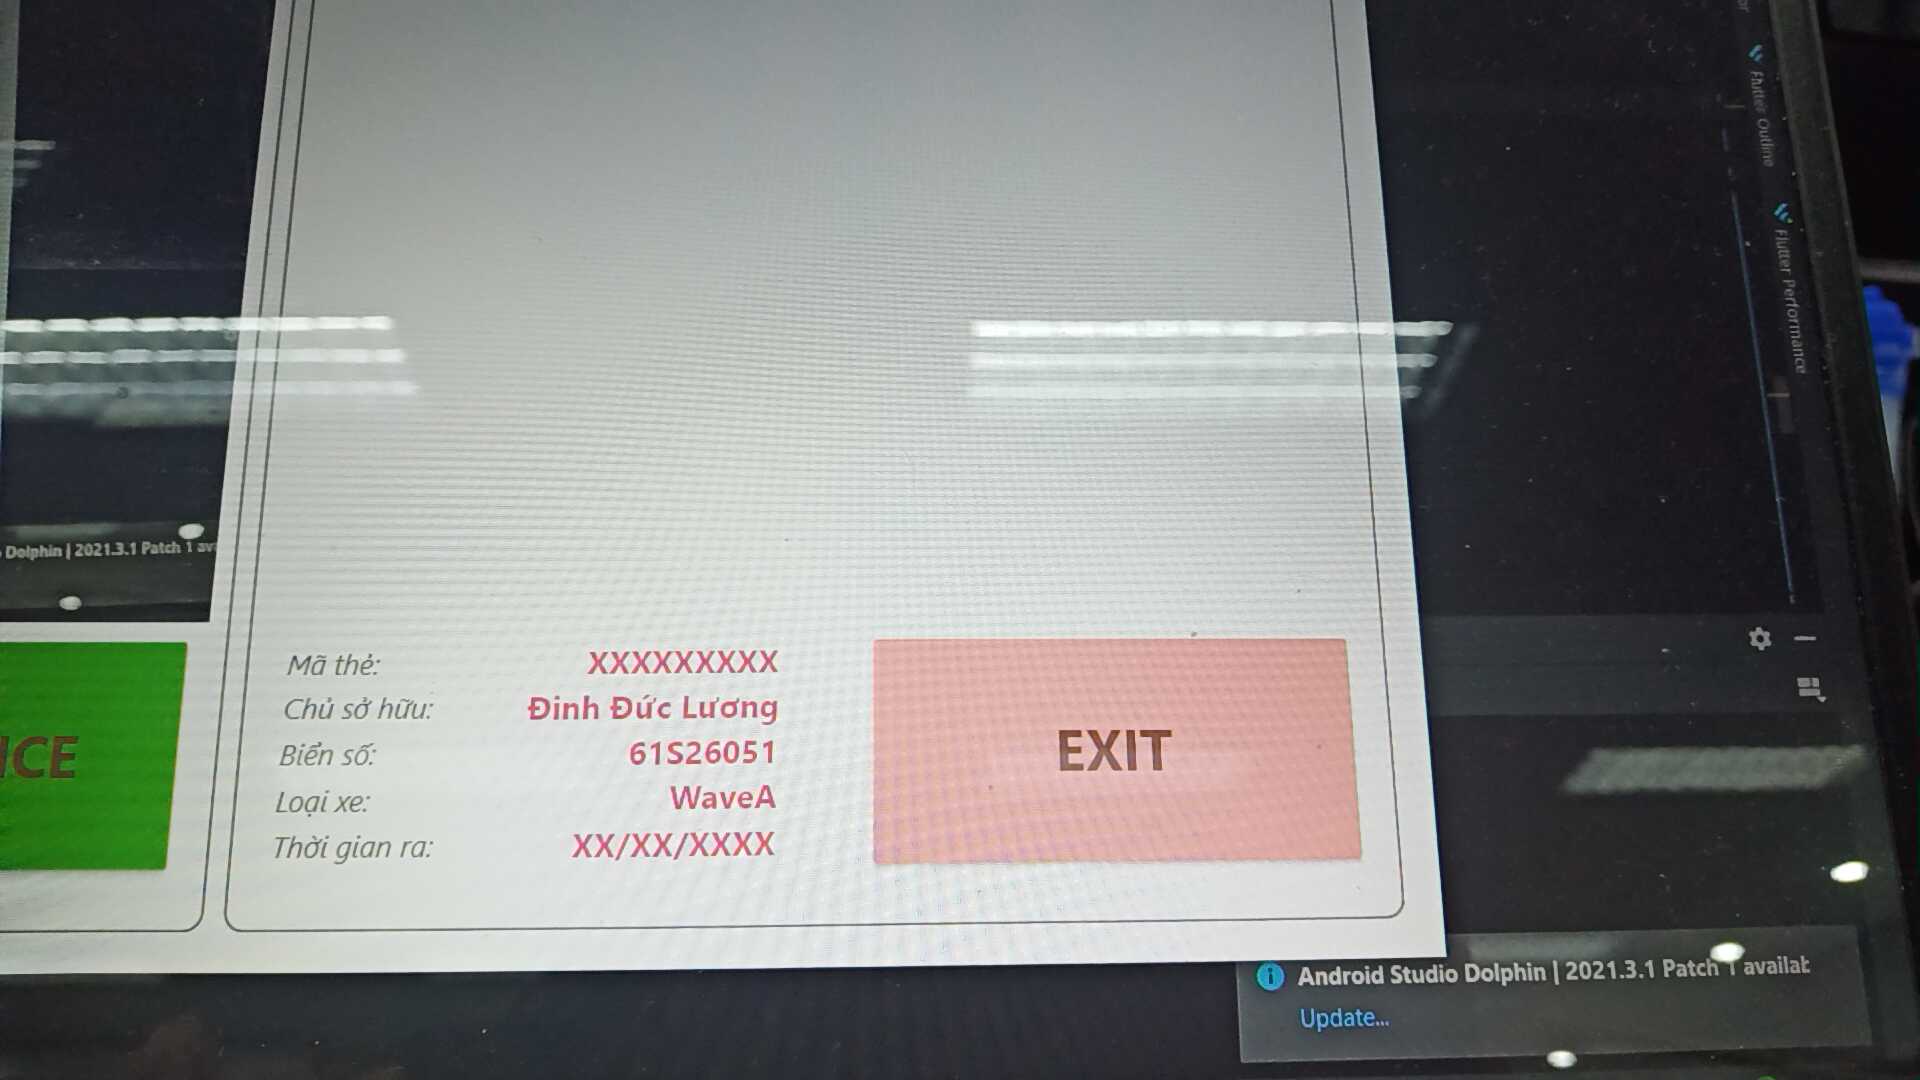 Flutter Outline
Flutter Performance
Dolphin | 2021.3.1 Patch 1
Mã thẻ: XXXXXXXXX
Chủ sở hữu: Đinh Đức Lương
Biển số: 61S26051
Loại xe: WaveA
Thời gian ra: XX/XX/XXXX
EXIT
Android Studio Dolphin | 2021.3.1 Patch 1
Update...